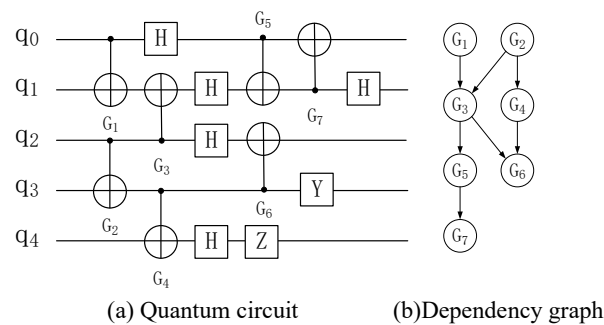 G5
q0 H
q1 H H
G1 G7
q2 H
G3
q3 Y
G2 G6
q4 H Z
G4
(a) Quantum circuit
G1 G2
G3 G4
G5 G6
G7
(b)Dependency graph